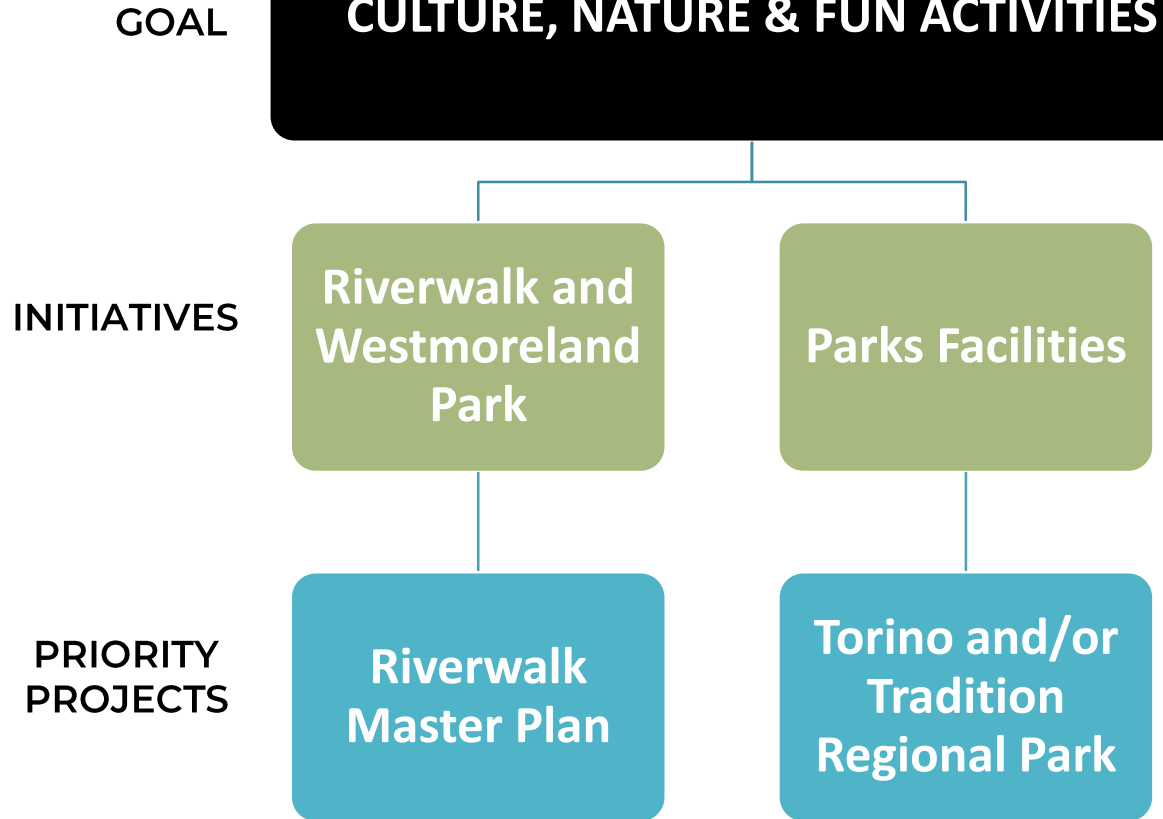 GOAL
CULTURE, NATURE & FUN ACTIVITIES
INITIATIVES
Riverwalk and
Westmoreland
Park
Parks Facilities
PRIORITY
PROJECTS
Riverwalk
Master Plan
Torino and/or
Tradition
Regional Park